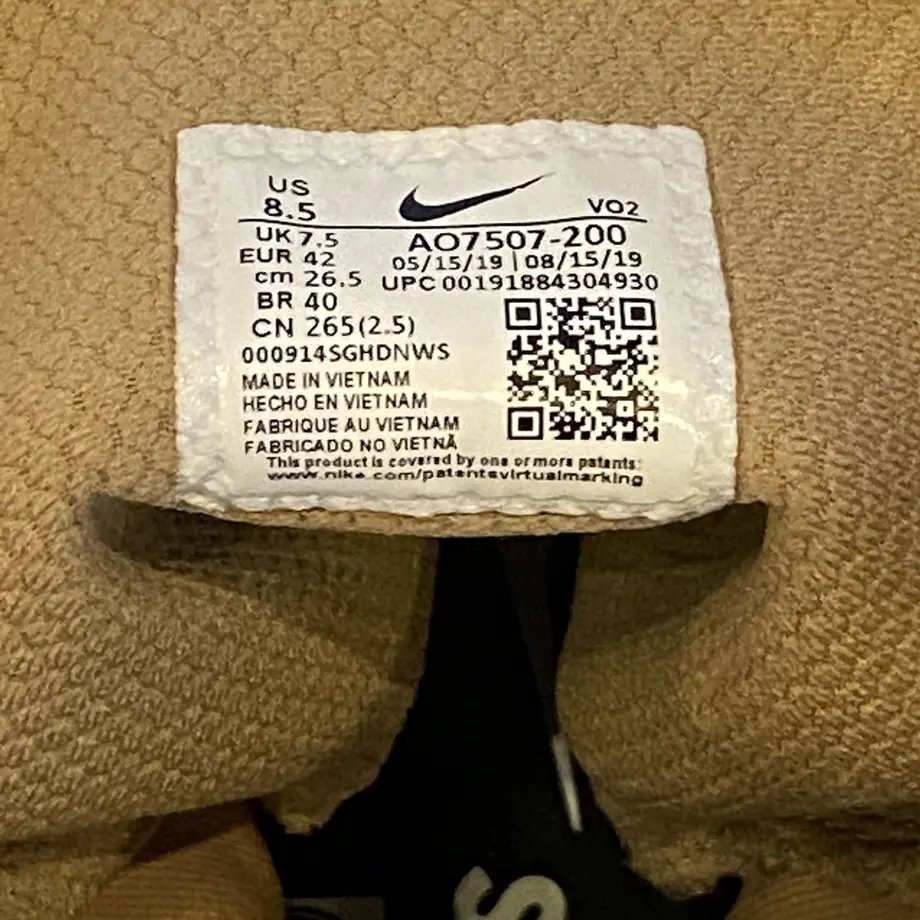 US
8.5
VO2
UK 7.5
AO7507-200
EUR 42
05/15/19 | 08/15/19
cm 26.5
UPC 00191884304930
BR 40
CN 265(2.5)
000914SGHDNWS
MADE IN VIETNAM
HECHO EN VIETNAM
FABRIQUE AU VIETNAM
FABRICADO NO VIETNÃ
This product is covered by one or more patents:
www.nike.com/patentsvirtualmarking
S